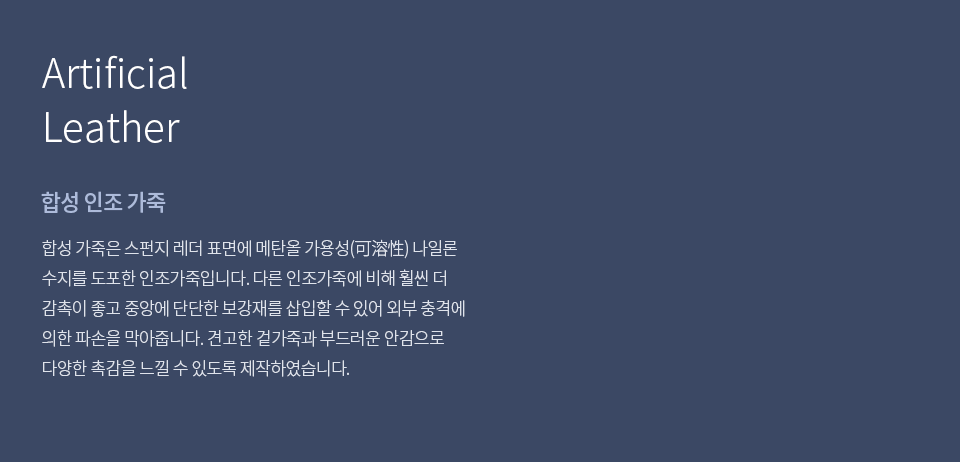 Artificial
Leather
합성 인조 가죽
합성 가죽은 스펀지 레더 표면에 메탄올 가용성(可溶性) 나일론
수지를 도포한 인조가죽입니다. 다른 인조가죽에 비해 훨씬 더
감촉이 좋고 중앙에 단단한 보강재를 삽입할 수 있어 외부 충격에
의한 파손을 막아줍니다. 견고한 겉가죽과 부드러운 안감으로
다양한 촉감을 느낄 수 있도록 제작하였습니다.